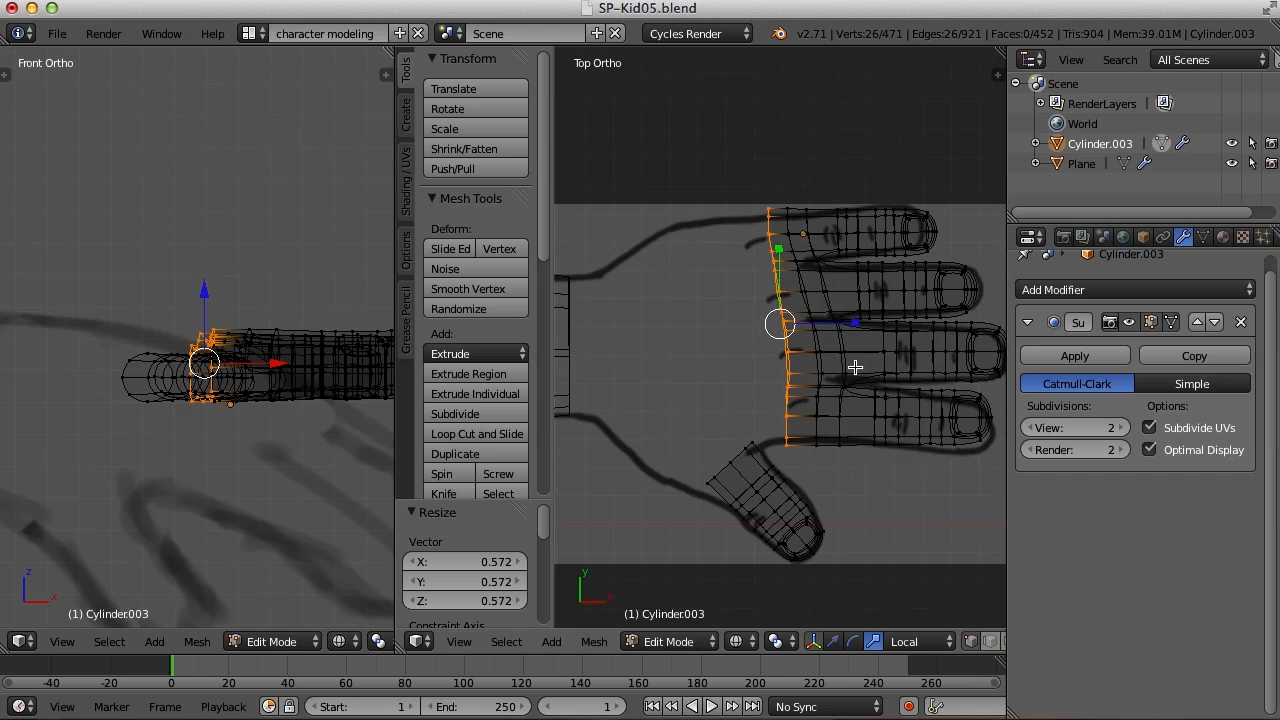 SP-Kid05.blend
File Render Window Help character modeling Scene Cycles Render v2.71 | Verts:26/471 | Edges:26/921 | Faces:0/452 | Tris:904 | Mem:39.01M | Cylinder.003
Front Ortho
Tools
Create
Shading / UVs
Options
Grease Pencil
Transform
Translate
Rotate
Scale
Shrink/Fatten
Push/Pull
Mesh Tools
Deform:
Slide Ed Vertex
Noise
Smooth Vertex
Randomize
Add:
Extrude
Extrude Region
Extrude Individual
Subdivide
Loop Cut and Slide
Duplicate
Spin Screw
Knife Select
Resize
Vector
X: 0.572
Y: 0.572
Z: 0.572
Constraint Axis
Top Ortho
View Search All Scenes
Scene
RenderLayers
World
Cylinder.003
Plane
Cylinder.003
Add Modifier
Su
Apply Copy
Catmull-Clark Simple
Subdivisions: Options:
View: 2 Subdivide UVs
Render: 2 Optimal Display
z
x
(1) Cylinder.003
y
x
(1) Cylinder.003
View Select Add Mesh Edit Mode
View Select Add Mesh Edit Mode Local
-40 -20 0 20 40 60 80 100 120 140 160 180 200 220 240 260
View Marker Frame Playback Start: 1 End: 250 1 No Sync